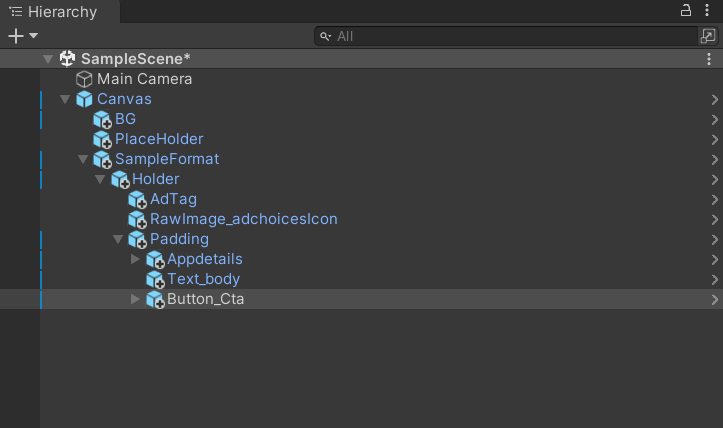 Hierarchy
All
SampleScene*
Main Camera
Canvas
BG
PlaceHolder
SampleFormat
Holder
AdTag
RawImage_adchoicesIcon
Padding
Appdetails
Text_body
Button_Cta